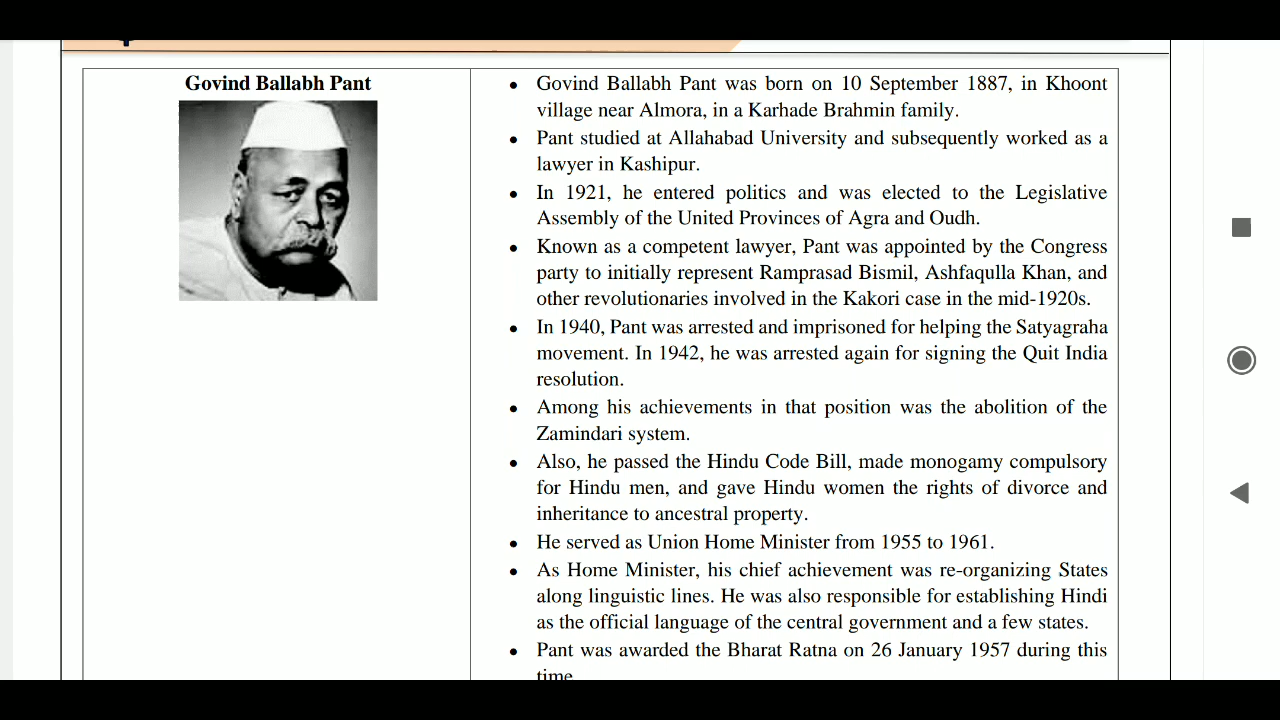 Govind Ballabh Pant
• Govind Ballabh Pant was born on 10 September 1887, in Khoont
village near Almora, in a Karhade Brahmin family.
• Pant studied at Allahabad University and subsequently worked as a
lawyer in Kashipur.
• In 1921, he entered politics and was elected to the Legislative
Assembly of the United Provinces of Agra and Oudh.
• Known as a competent lawyer, Pant was appointed by the Congress
party to initially represent Ramprasad Bismil, Ashfaqulla Khan, and
other revolutionaries involved in the Kakori case in the mid-1920s.
• In 1940, Pant was arrested and imprisoned for helping the Satyagraha
movement. In 1942, he was arrested again for signing the Quit India
resolution.
• Among his achievements in that position was the abolition of the
Zamindari system.
• Also, he passed the Hindu Code Bill, made monogamy compulsory
for Hindu men, and gave Hindu women the rights of divorce and
inheritance to ancestral property.
• He served as Union Home Minister from 1955 to 1961.
• As Home Minister, his chief achievement was re-organizing States
along linguistic lines. He was also responsible for establishing Hindi
as the official language of the central government and a few states.
• Pant was awarded the Bharat Ratna on 26 January 1957 during this
time